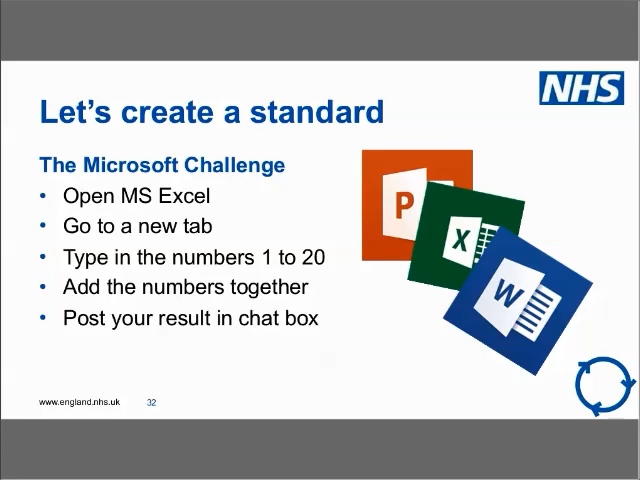 NHS
Let's create a standard
The Microsoft Challenge
• Open MS Excel
• Go to a new tab
• Type in the numbers 1 to 20
• Add the numbers together
• Post your result in chat box
P
X
W
www.england.nhs.uk 32